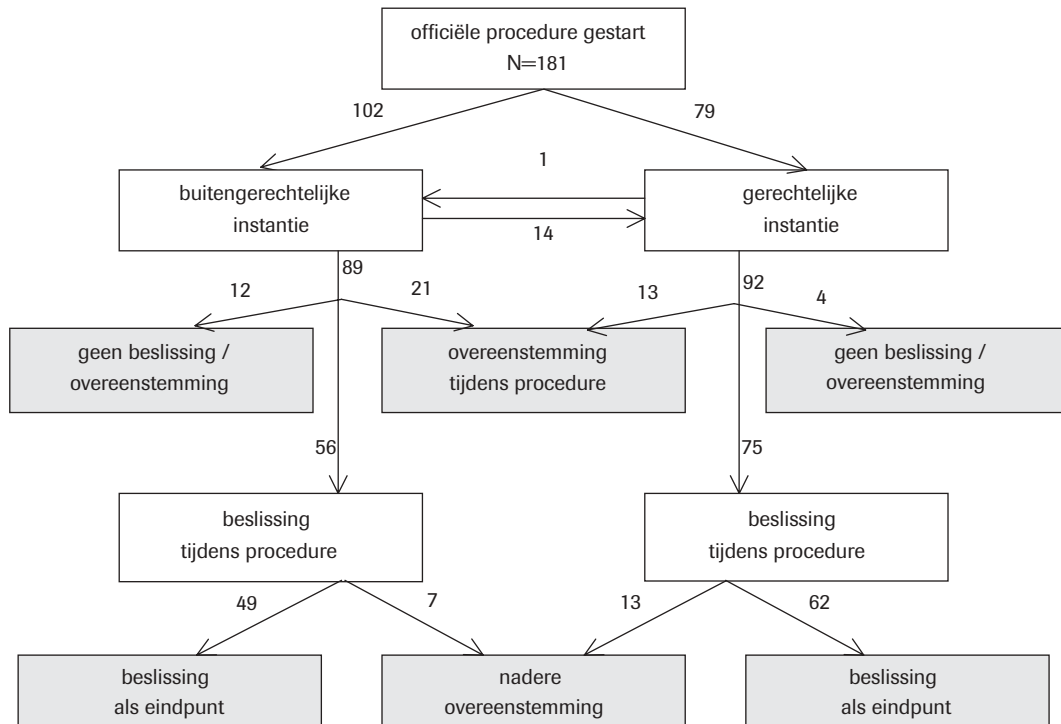 officiële procedure gestart
N=181
102
79
1
buitengerechtelijke
instantie
gerechtelijke
instantie
14
89
92
12
21
13
4
geen beslissing /
overeenstemming
overeenstemming
tijdens procedure
geen beslissing /
overeenstemming
56
75
beslissing
tijdens procedure
beslissing
tijdens procedure
49
7
13
62
beslissing
als eindpunt
nadere
overeenstemming
beslissing
als eindpunt